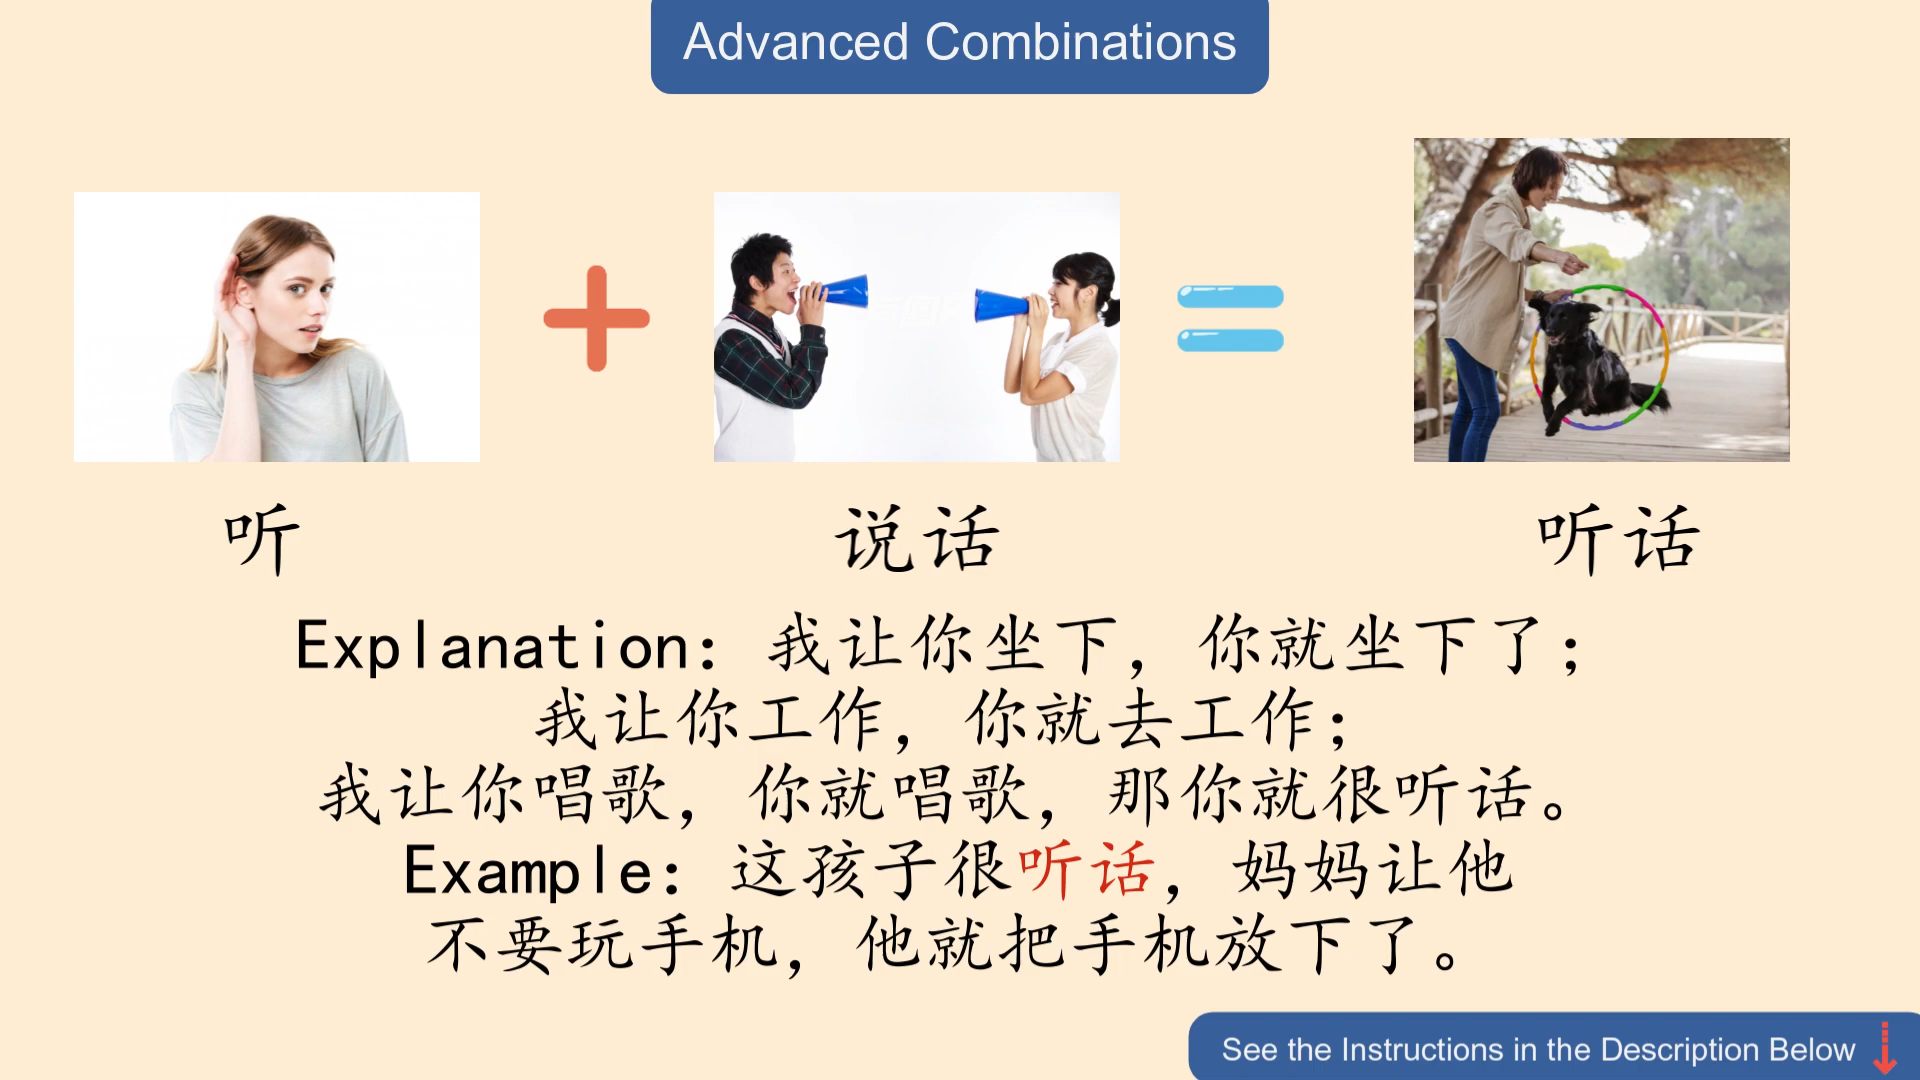 Advanced Combinations
听
说话
听话
Explanation：我让你坐下，你就坐下了；
我让你工作，你就去工作；
我让你唱歌，你就唱歌，那你就很听话。
Example：这孩子很听话，妈妈让他
不要玩手机，他就把手机放下了。
See the Instructions in the Description Below